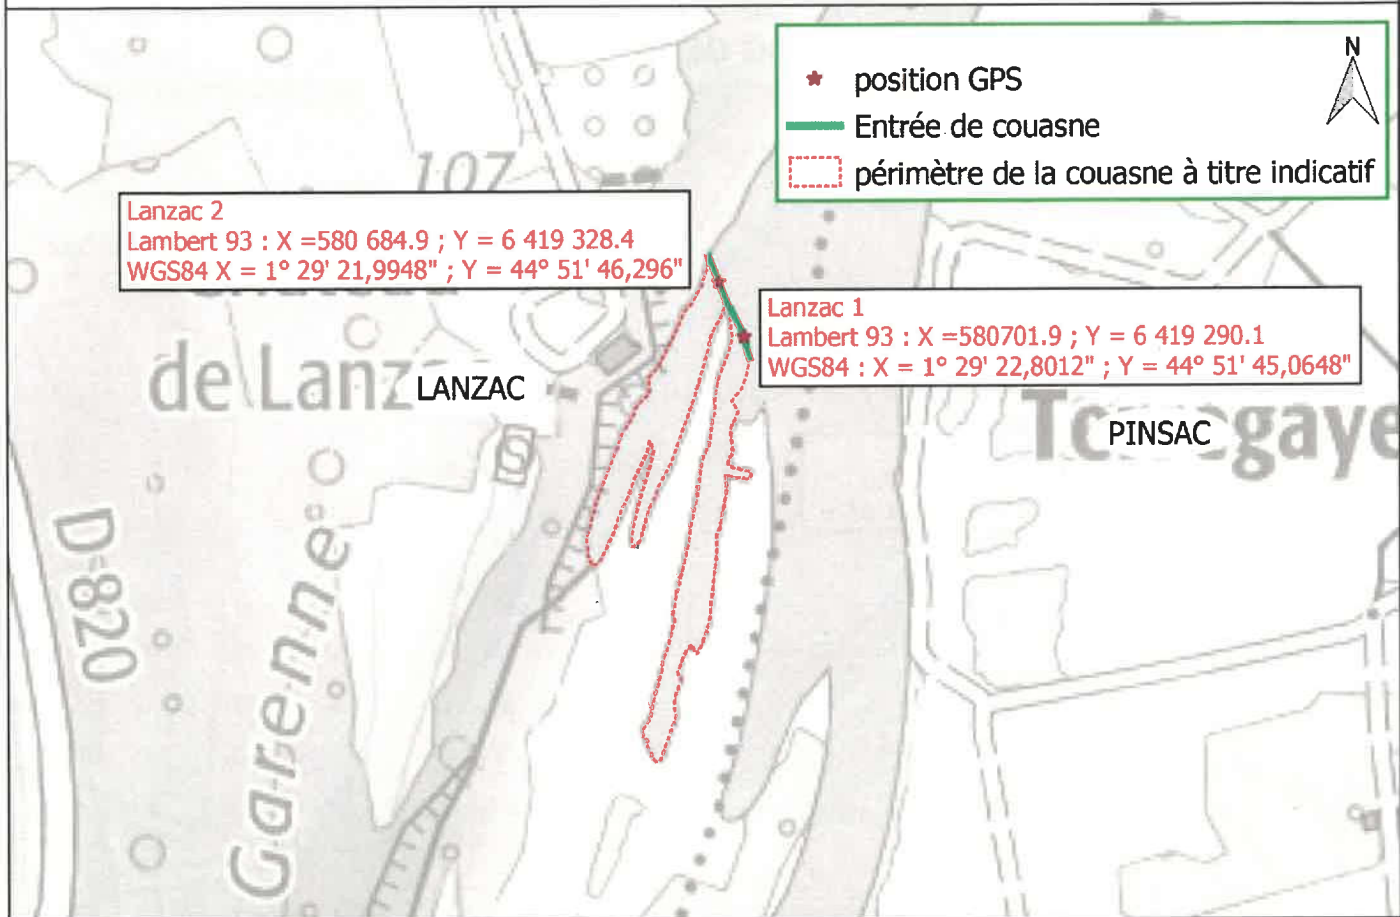 N
position GPS
Entrée de couasne
périmètre de la couasne à titre indicatif
107
Lanzac 2
Lambert 93 : X =580 684.9 ; Y = 6 419 328.4
WGS84 X = 1° 29' 21,9948" ; Y = 44° 51' 46,296"
Lanzac 1
Lambert 93 : X =580701.9 ; Y = 6 419 290.1
WGS84 : X = 1° 29' 22,8012" ; Y = 44° 51' 45,0648"
de Lanz
LANZAC
PINSAC
gaye
D 820
Garenne